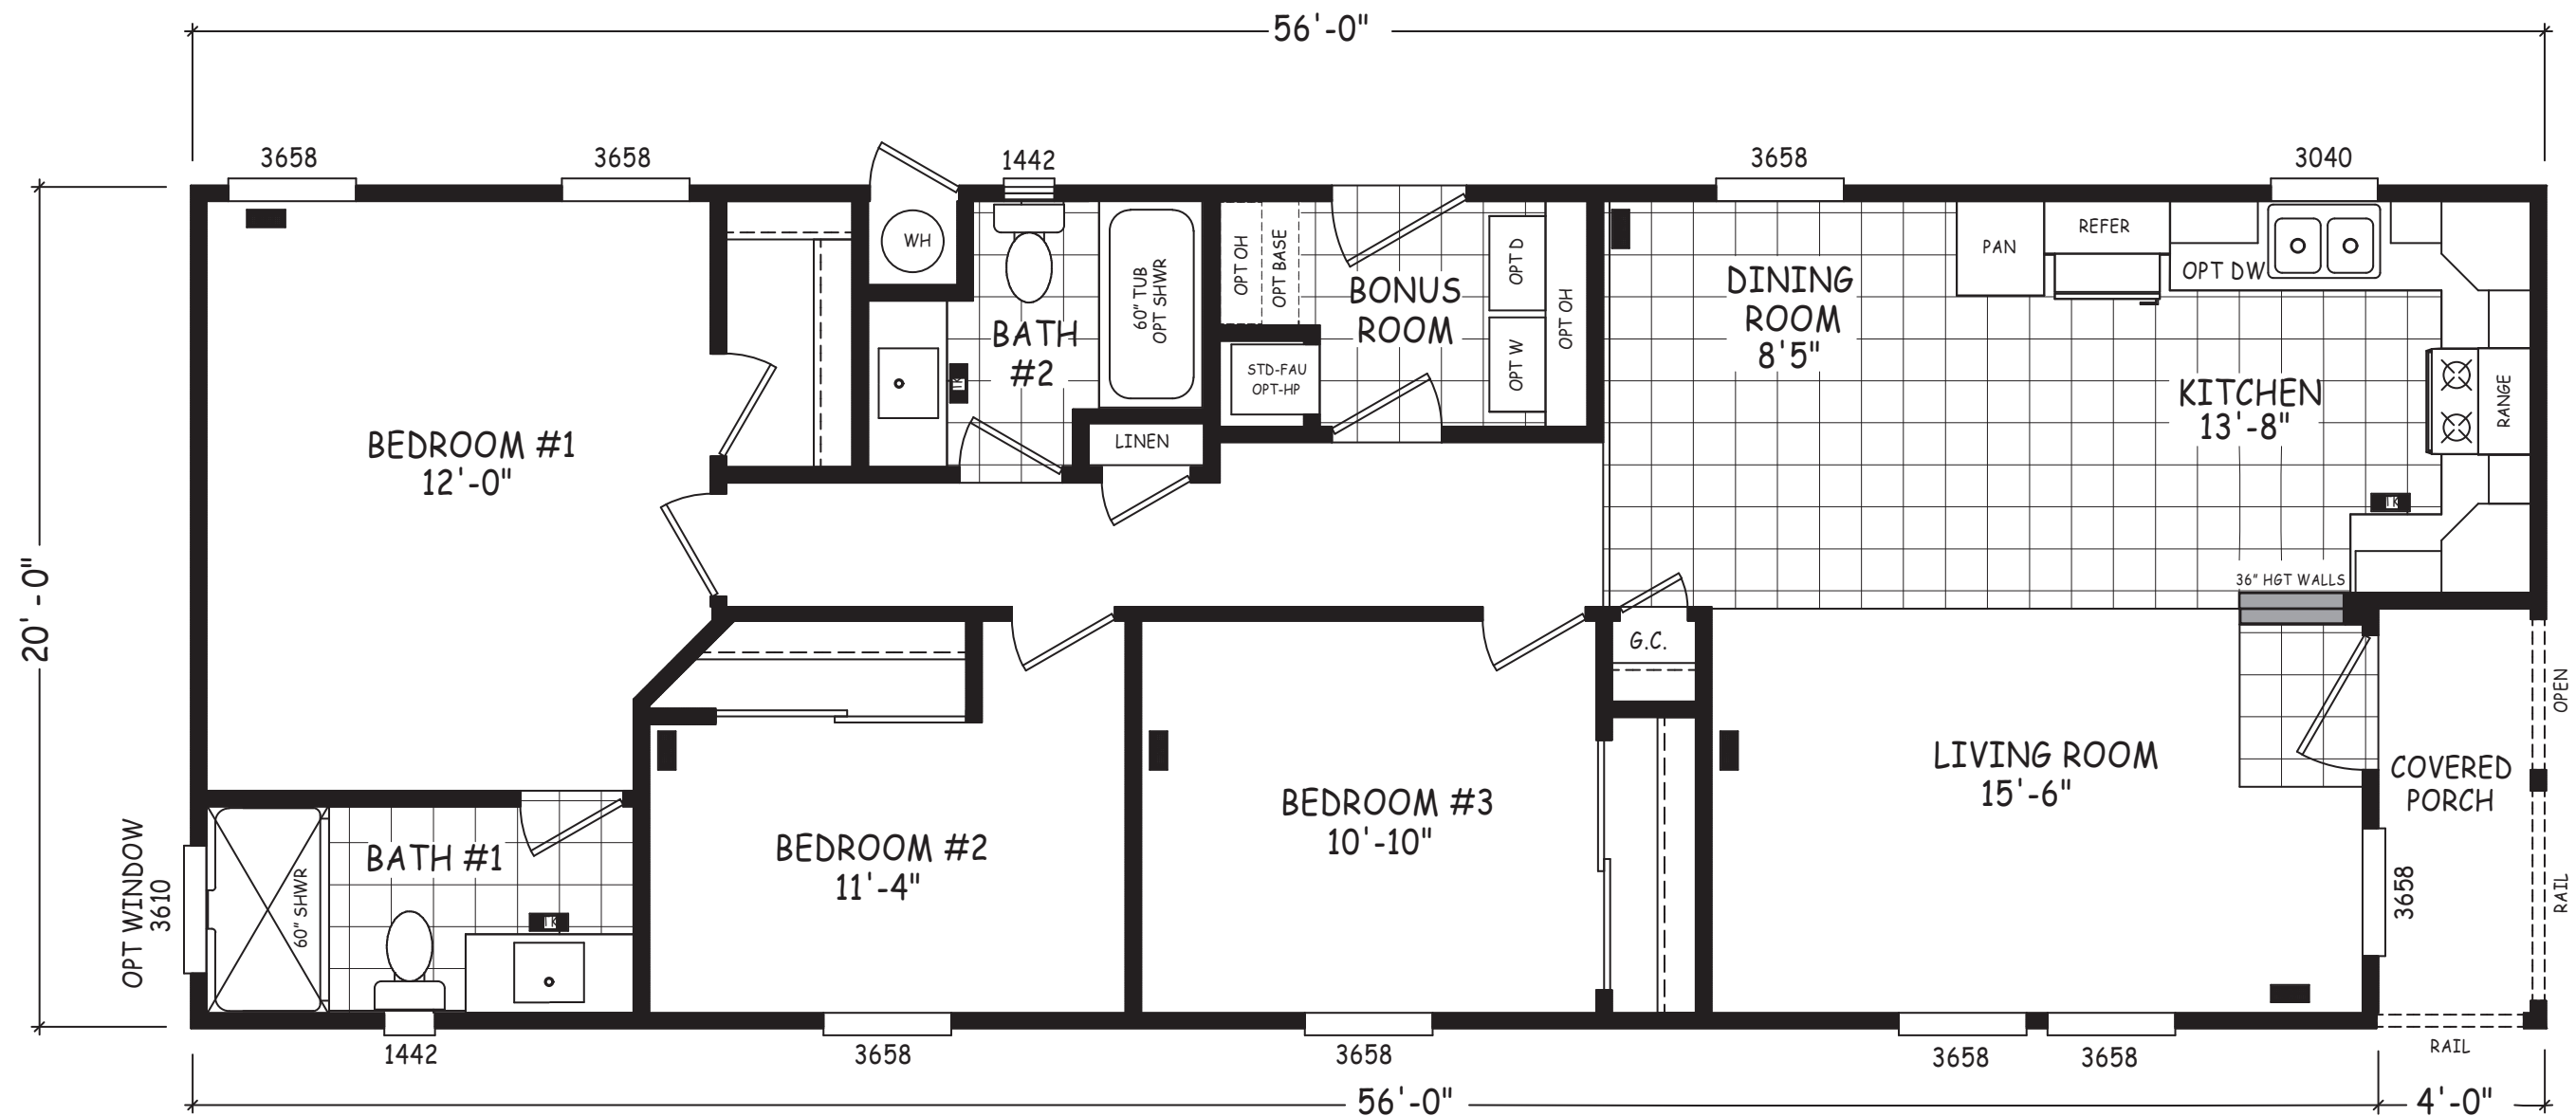 56'-0"
3658
3658
1442
3658
3040
WH
60" TUB
OPT SHWR
OPT OH
OPT BASE
OPT D
OPT OH
PAN
REFER
OPT DW
BONUS
ROOM
DINING
ROOM
8'5"
BATH
#2
STD-FAU
OPT-HP
OPT W
KITCHEN
13'-8"
RANGE
BEDROOM #1
12'-0"
LINEN
20'-0"
36" HGT WALLS
G.C.
OPEN
LIVING ROOM
15'-6"
COVERED
PORCH
BEDROOM #3
10'-10"
BEDROOM #2
11'-4"
BATH #1
60" SHWR
OPT WINDOW
3610
3658
RAIL
1442
3658
3658
3658
3658
RAIL
56'-0"
4'-0"